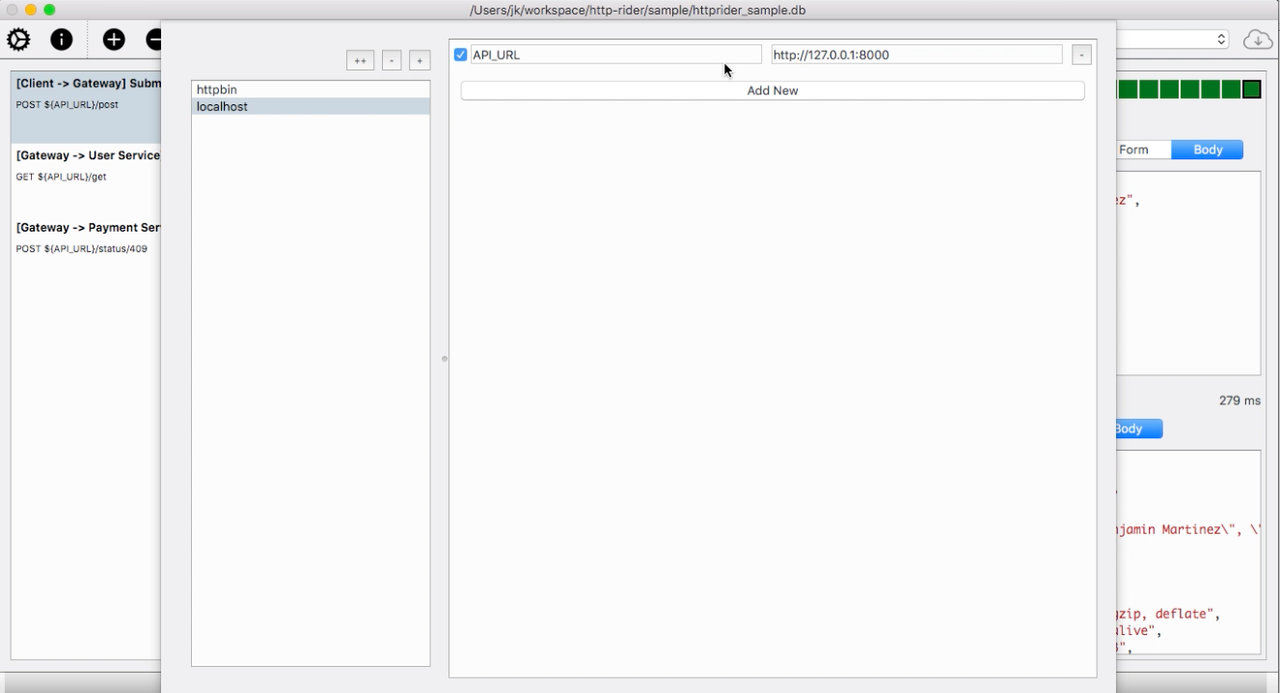 /Users/jk/workspace/http-rider/sample/httprider_sample.db
++ - +
httpbin
localhost
API_URL http://127.0.0.1:8000 -
Add New
[Client -> Gateway] Subm
POST ${API_URL}/post
[Gateway -> User Service
GET ${API_URL}/get
[Gateway -> Payment Ser
POST ${API_URL}/status/409
Form Body
ez",
279 ms
Body
,
njamin Martinez\", \"
gzip, deflate",
alive",
",